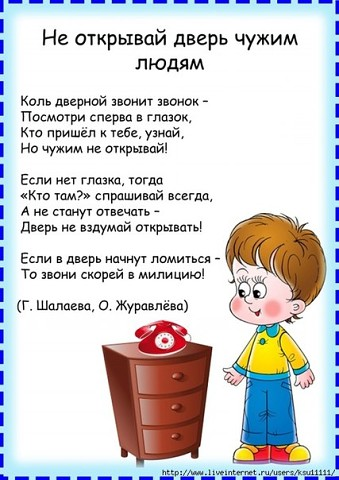 Не открывай дверь чужим
людям
Коль дверной звонит звонок –
Посмотри сперва в глазок,
Кто пришёл к тебе, узнай,
Но чужим не открывай!
Если нет глазка, тогда
«Кто там?» спрашивай всегда,
А не станут отвечать –
Дверь не вздумай открывать!
Если в дверь начнут ломиться –
То звони скорей в милицию!
(Г. Шалаева, О. Журавлёва)
http://www.liveinternet.ru/users/ksu11111/